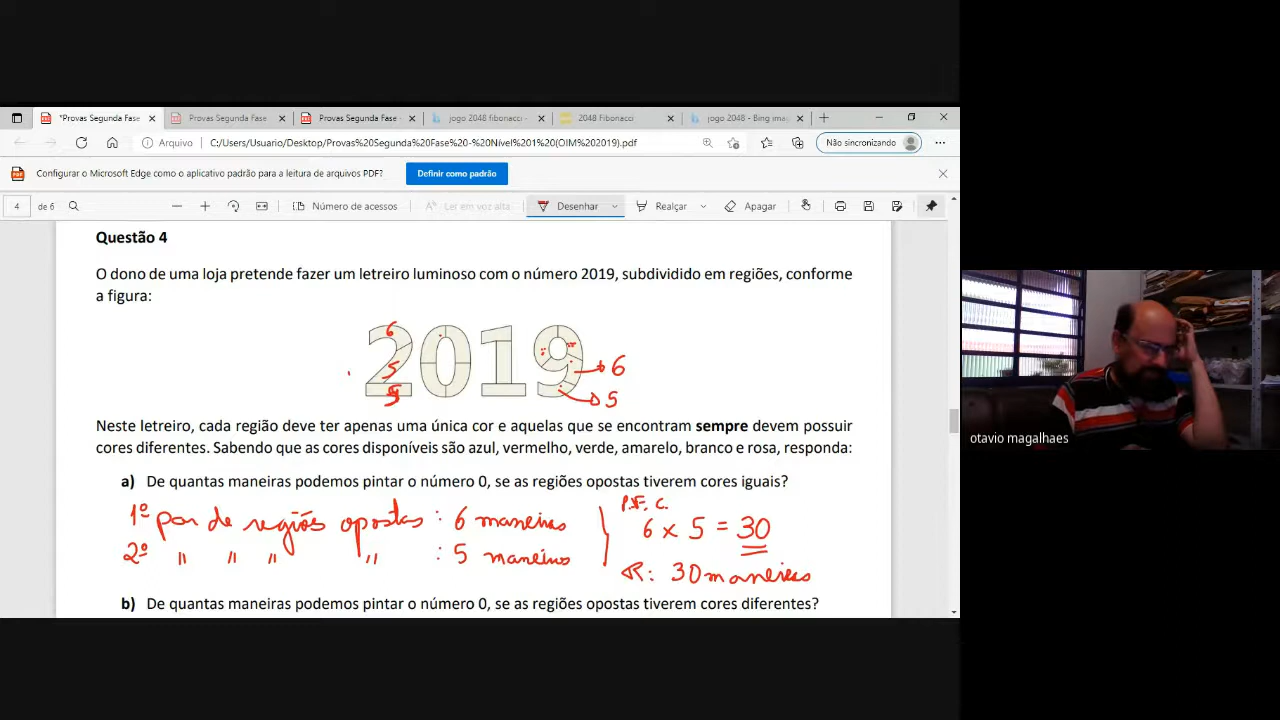 *Provas Segunda Fase
Provas Segunda Fase
Provas Segunda Fase
jogo 2048 fibonacci -
2048 Fibonacci
jogo 2048 - Bing ima
Arquivo
C:/Users/Usuario/Desktop/Provas%20Segunda%20Fase%20-%20Nível%201%20(OIM%202019).pdf
Não sincronizando
Configurar o Microsoft Edge como o aplicativo padrão para a leitura de arquivos PDF?
Definir como padrão
4 de 6
Número de acessos
Ler em voz alta
Desenhar
Realçar
Apagar
Questão 4
O dono de uma loja pretende fazer um letreiro luminoso com o número 2019, subdividido em regiões, conforme
a figura:
2019
6
5
6
5
Neste letreiro, cada região deve ter apenas uma única cor e aquelas que se encontram sempre devem possuir
cores diferentes. Sabendo que as cores disponíveis são azul, vermelho, verde, amarelo, branco e rosa, responda:
otavio magalhaes
a) De quantas maneiras podemos pintar o número 0, se as regiões opostas tiverem cores iguais?
1º par de regiões opostas : 6 maneiras
2º " " " " : 5 maneiras
P.F.C.
6 x 5 = 30
R: 30 maneiras
b) De quantas maneiras podemos pintar o número 0, se as regiões opostas tiverem cores diferentes?